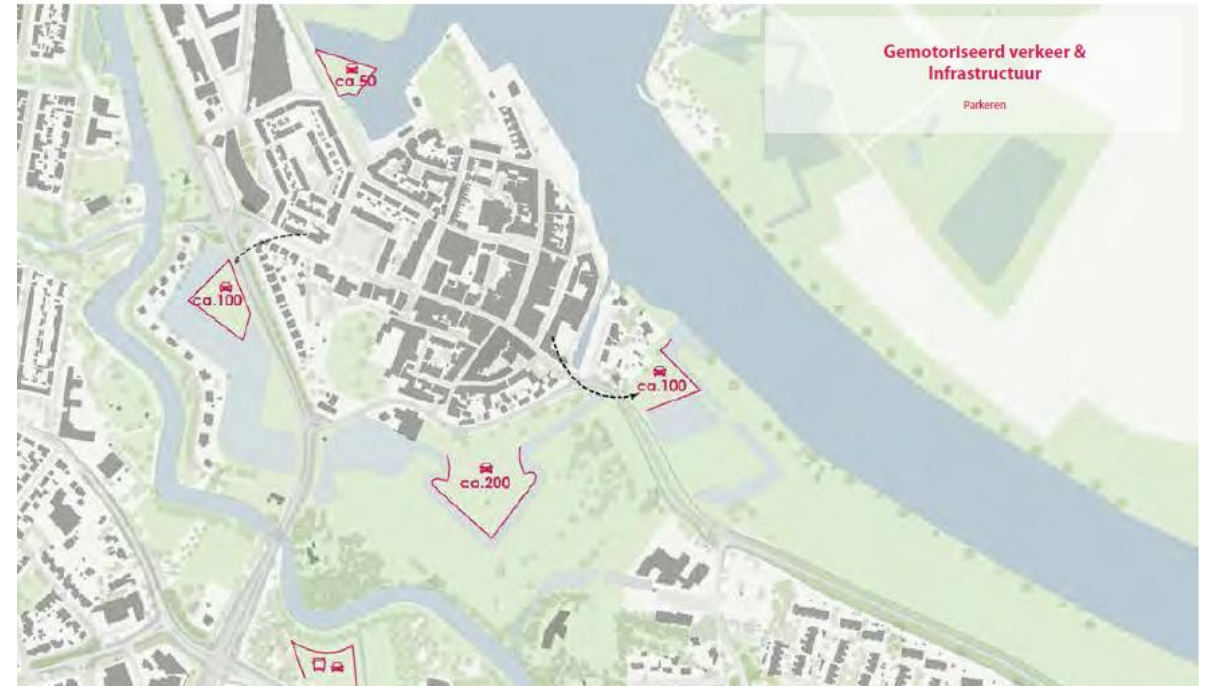 Gemotoriseerd verkeer &
Infrastructuur
Parkeren
ca.50
ca.100
ca.100
ca.200